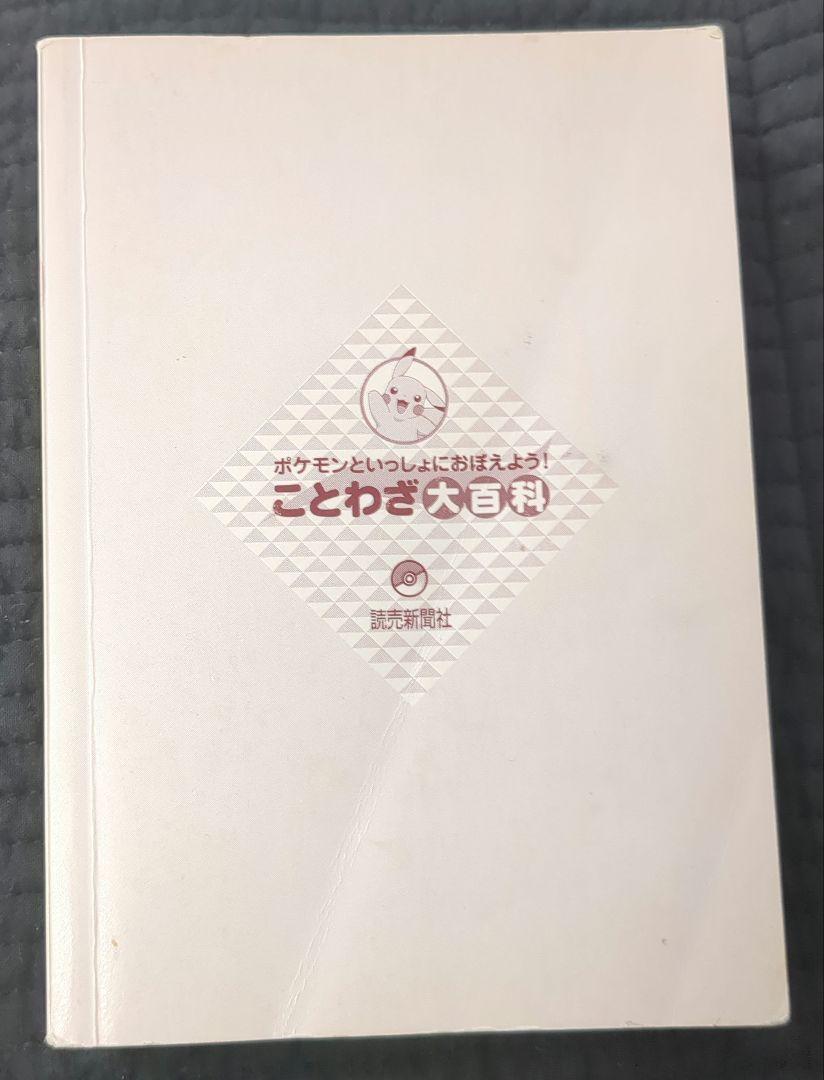 ポケモンといっしょにおぼえよう!
ことわざ大百科
読売新聞社